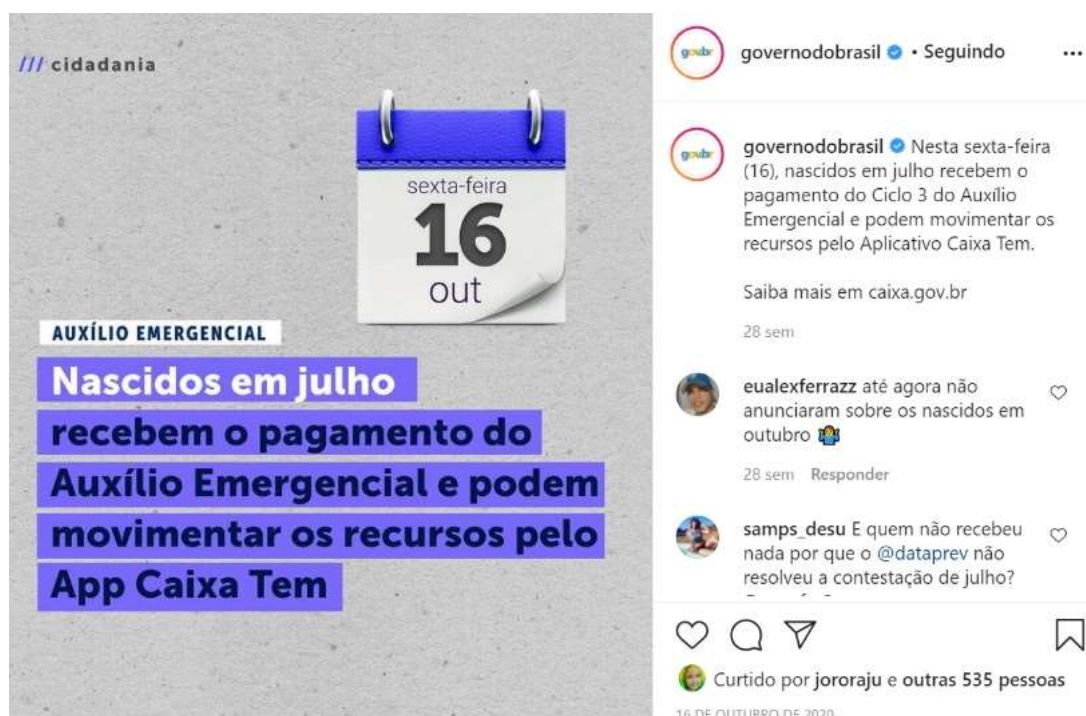 /// cidadania
sexta-feira
16
out
AUXÍLIO EMERGENCIAL
Nascidos em julho
recebem o pagamento do
Auxílio Emergencial e podem
movimentar os recursos pelo
App Caixa Tem
gov.br
governodobrasil • Seguindo
gov.br
governodobrasil Nesta sexta-feira
(16), nascidos em julho recebem o
pagamento do Ciclo 3 do Auxílio
Emergencial e podem movimentar os
recursos pelo Aplicativo Caixa Tem.
Saiba mais em caixa.gov.br
28 sem
eualexferrazz até agora não
anunciaram sobre os nascidos em
outubro
28 sem Responder
samps_desu E quem não recebeu
nada por que o @dataprev não
resolveu a contestação de julho?
Curtido por jororaju e outras 535 pessoas
16 DE OUTUBRO DE 2020